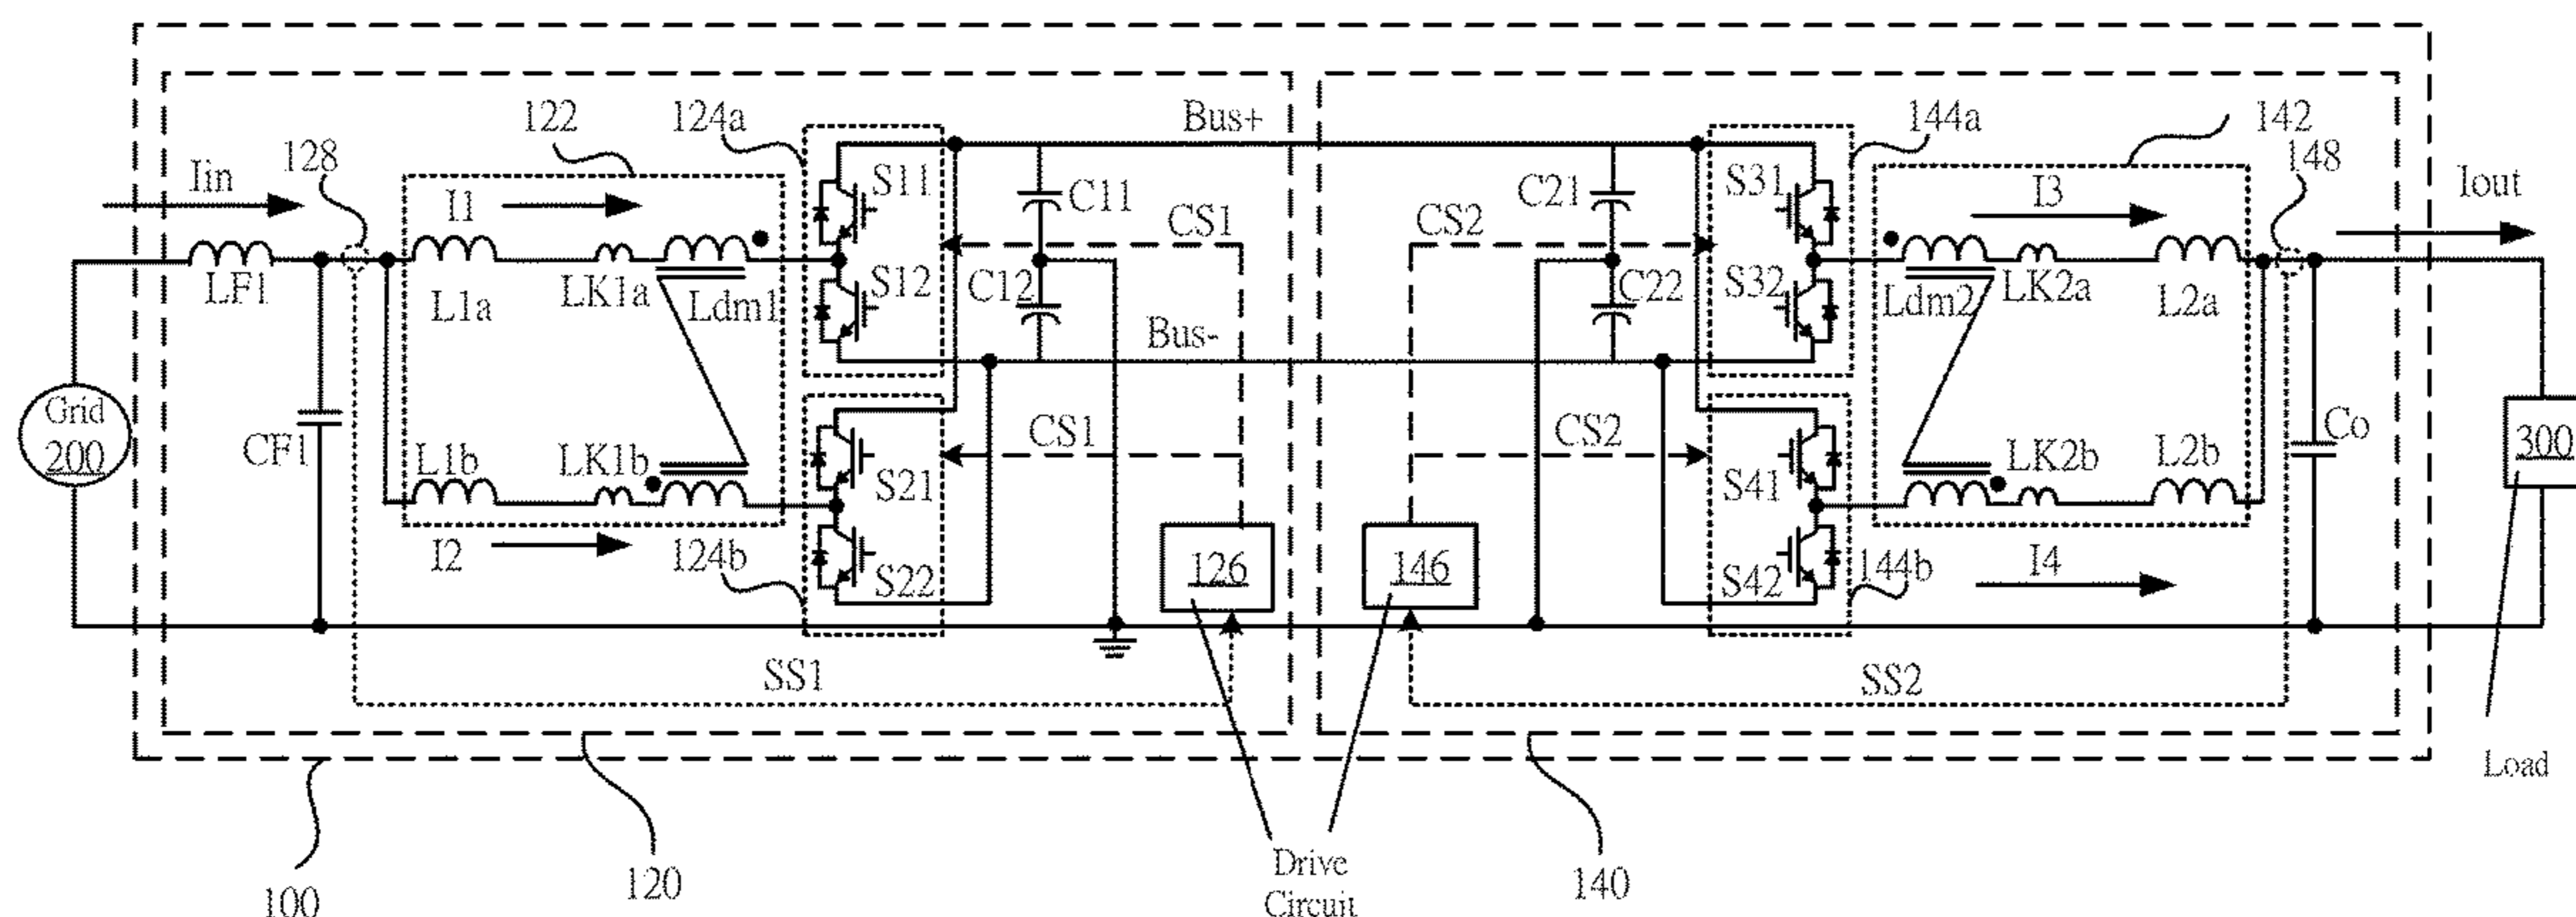 122
124a
Bus+
144a
142
128
148
Iin
I1
S11
C11
CS1
CS2
C21
S31
I3
Iout
LF1
L1a
LK1a
Ldm1
S12
C12
Bus-
C22
S32
Ldm2
LK2a
L2a
Grid
200
CF1
L1b
LK1b
S21
CS1
CS2
S41
LK2b
L2b
Co
300
I2
124b
S22
126
146
S42
144b
I4
SS1
SS2
Load
100
120
Drive
Circuit
140